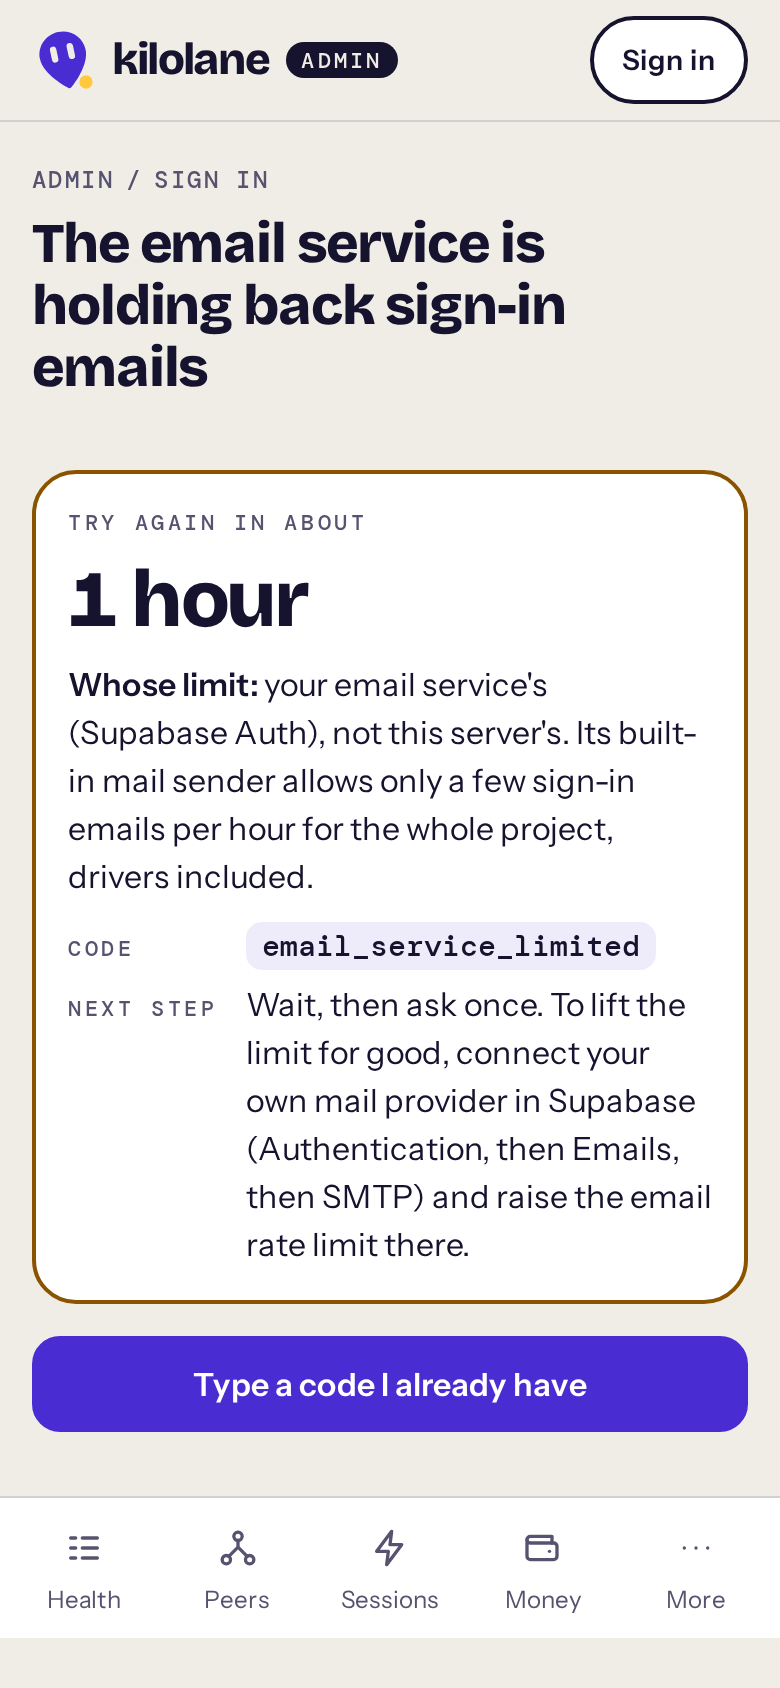 kilolane ADMIN Sign in
ADMIN / SIGN IN
The email service is
holding back sign-in
emails
TRY AGAIN IN ABOUT
1 hour
Whose limit: your email service's
(Supabase Auth), not this server's. Its built-
in mail sender allows only a few sign-in
emails per hour for the whole project,
drivers included.
CODE email_service_limited
NEXT STEP Wait, then ask once. To lift the
limit for good, connect your
own mail provider in Supabase
(Authentication, then Emails,
then SMTP) and raise the email
rate limit there.
Type a code I already have
Health Peers Sessions Money More